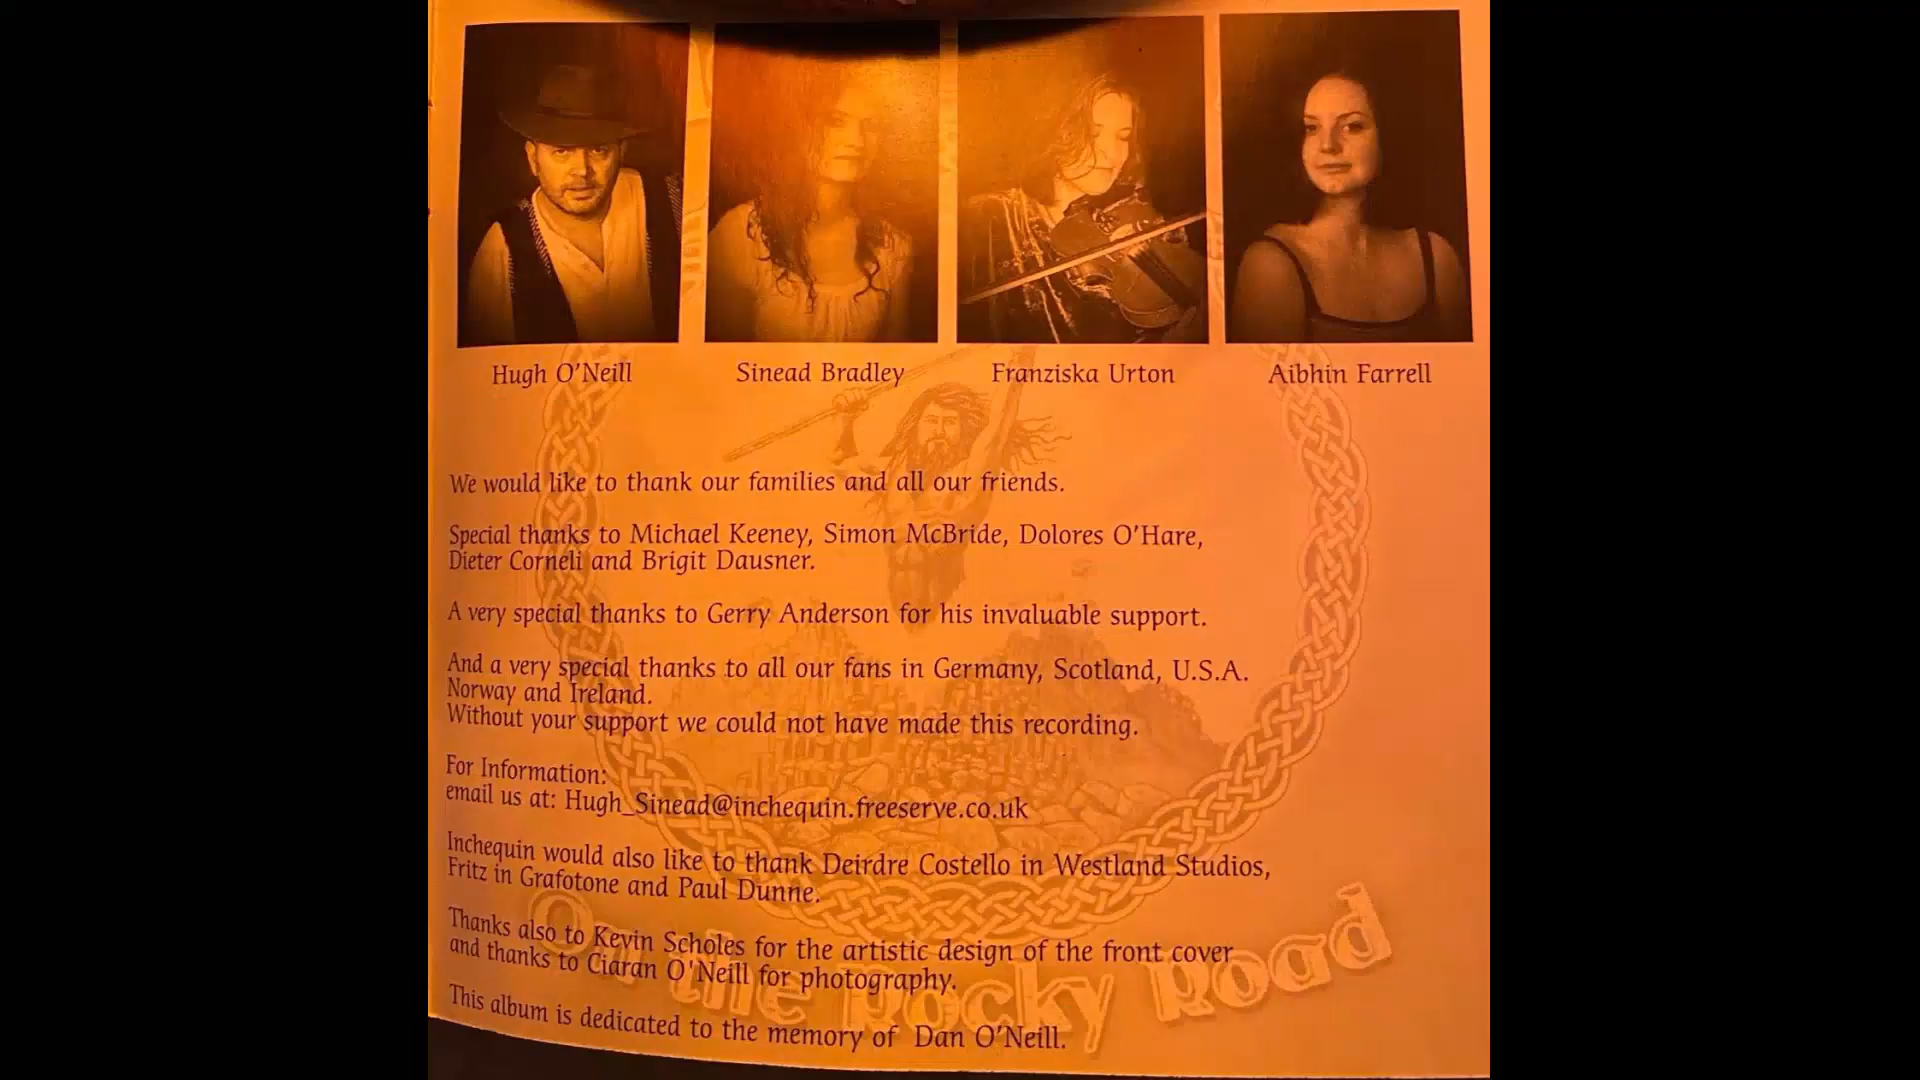 Hugh O'Neill Sinead Bradley Franziska Urton Aibhin Farrell
We would like to thank our families and all our friends.
Special thanks to Michael Keeney, Simon McBride, Dolores O'Hare,
Dieter Corneli and Brigit Dausner.
A very special thanks to Gerry Anderson for his invaluable support.
And a very special thanks to all our fans in Germany, Scotland, U.S.A.
Norway and Ireland.
Without your support we could not have made this recording.
For Information:
email us at: Hugh_Sinead@inchequin.freeserve.co.uk
Inchequin would also like to thank Deirdre Costello in Westland Studios,
Fritz in Grafotone and Paul Dunne.
Thanks also to Kevin Scholes for the artistic design of the front cover
and thanks to Ciaran O'Neill for photography.
This album is dedicated to the memory of Dan O'Neill.
On the Rocky Road